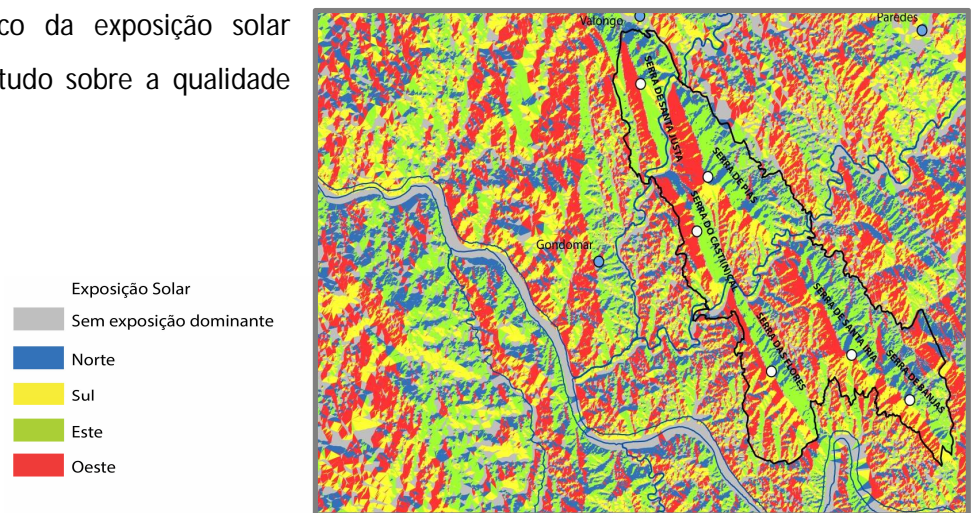 co da exposição solar
tudo sobre a qualidade
Exposição Solar
Sem exposição dominante
Norte
Sul
Este
Oeste
Valongo
Paredes
SERRA DE SANTA JUSTA
SERRA DE PIAS
SERRA DO CASTIINÇAL
Gondomar
SERRA DE SANTA IRIA
SERRA DAS FLORES
SERRA DE BANJAS